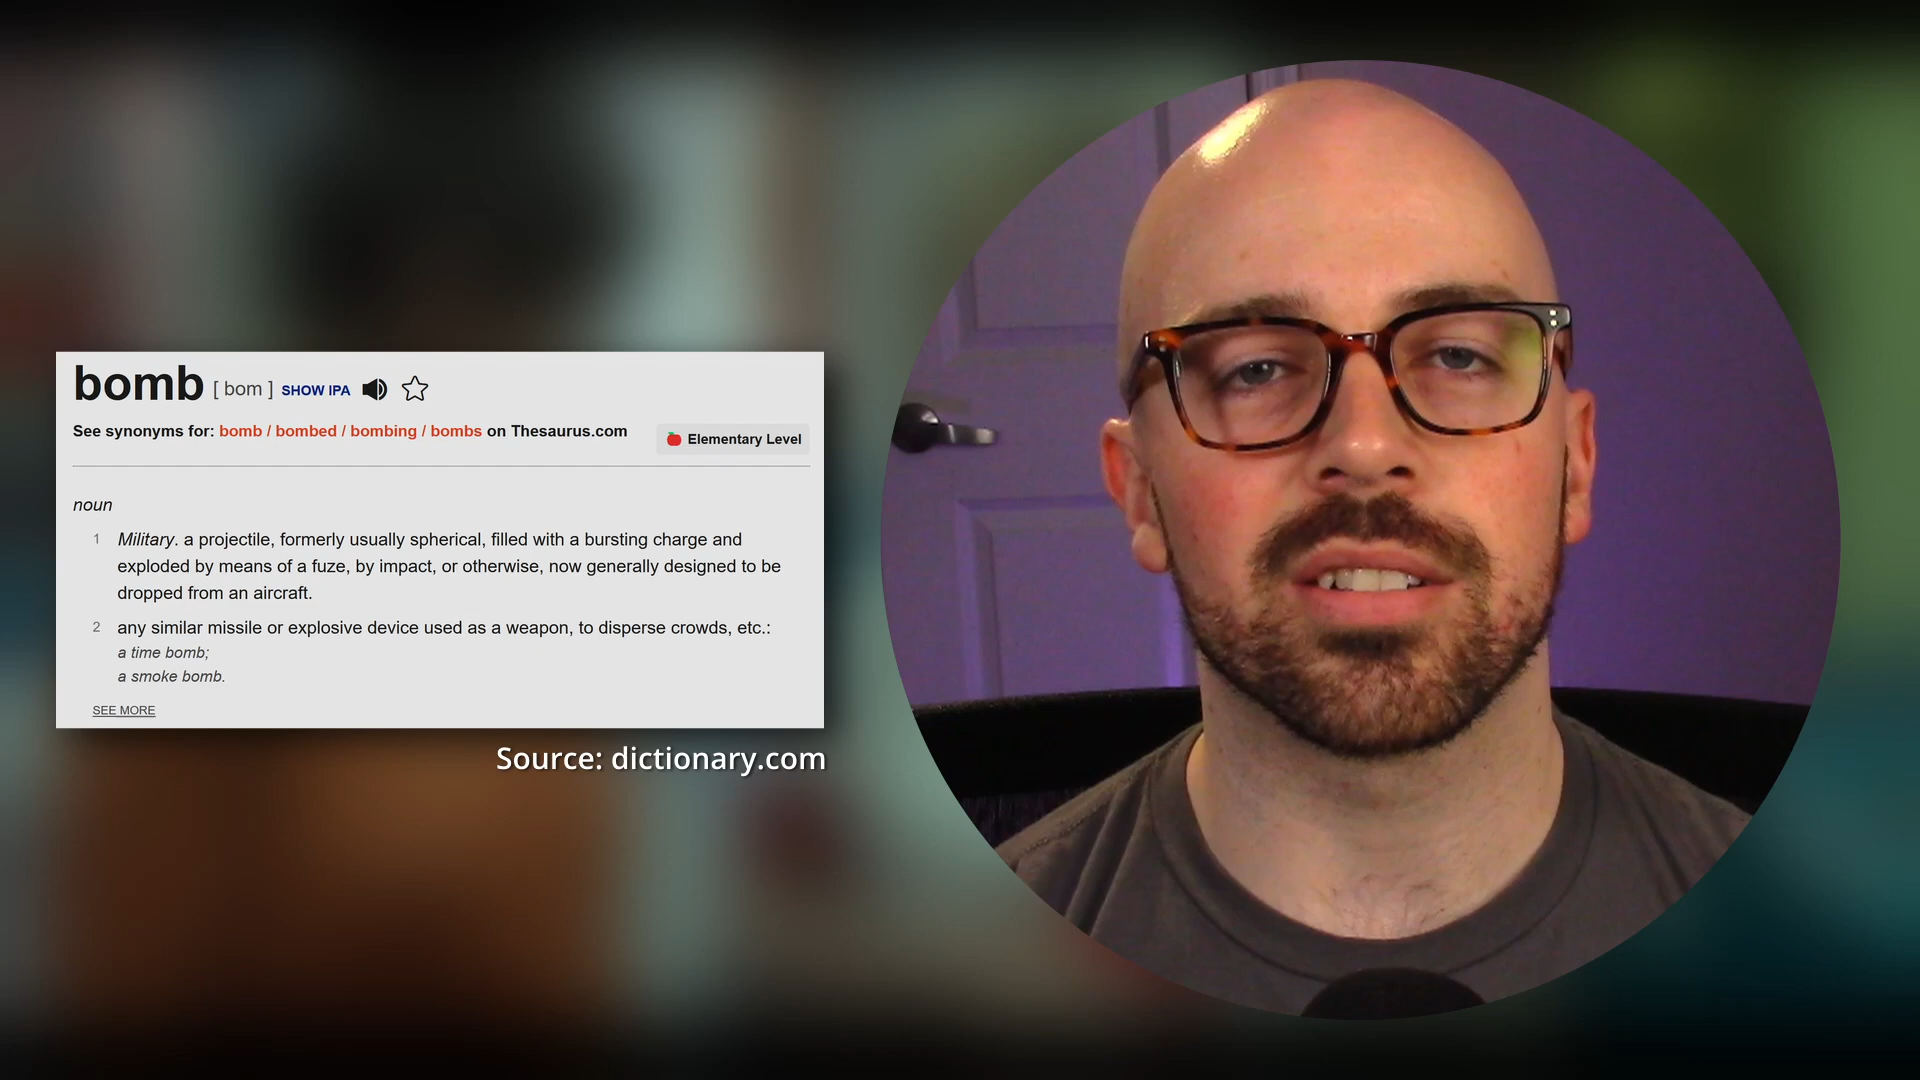 bomb [ bom ] SHOW IPA
See synonyms for: bomb / bombed / bombing / bombs on Thesaurus.com
Elementary Level
noun
1 Military. a projectile, formerly usually spherical, filled with a bursting charge and
exploded by means of a fuze, by impact, or otherwise, now generally designed to be
dropped from an aircraft.
2 any similar missile or explosive device used as a weapon, to disperse crowds, etc.:
a time bomb;
a smoke bomb.
SEE MORE
Source: dictionary.com